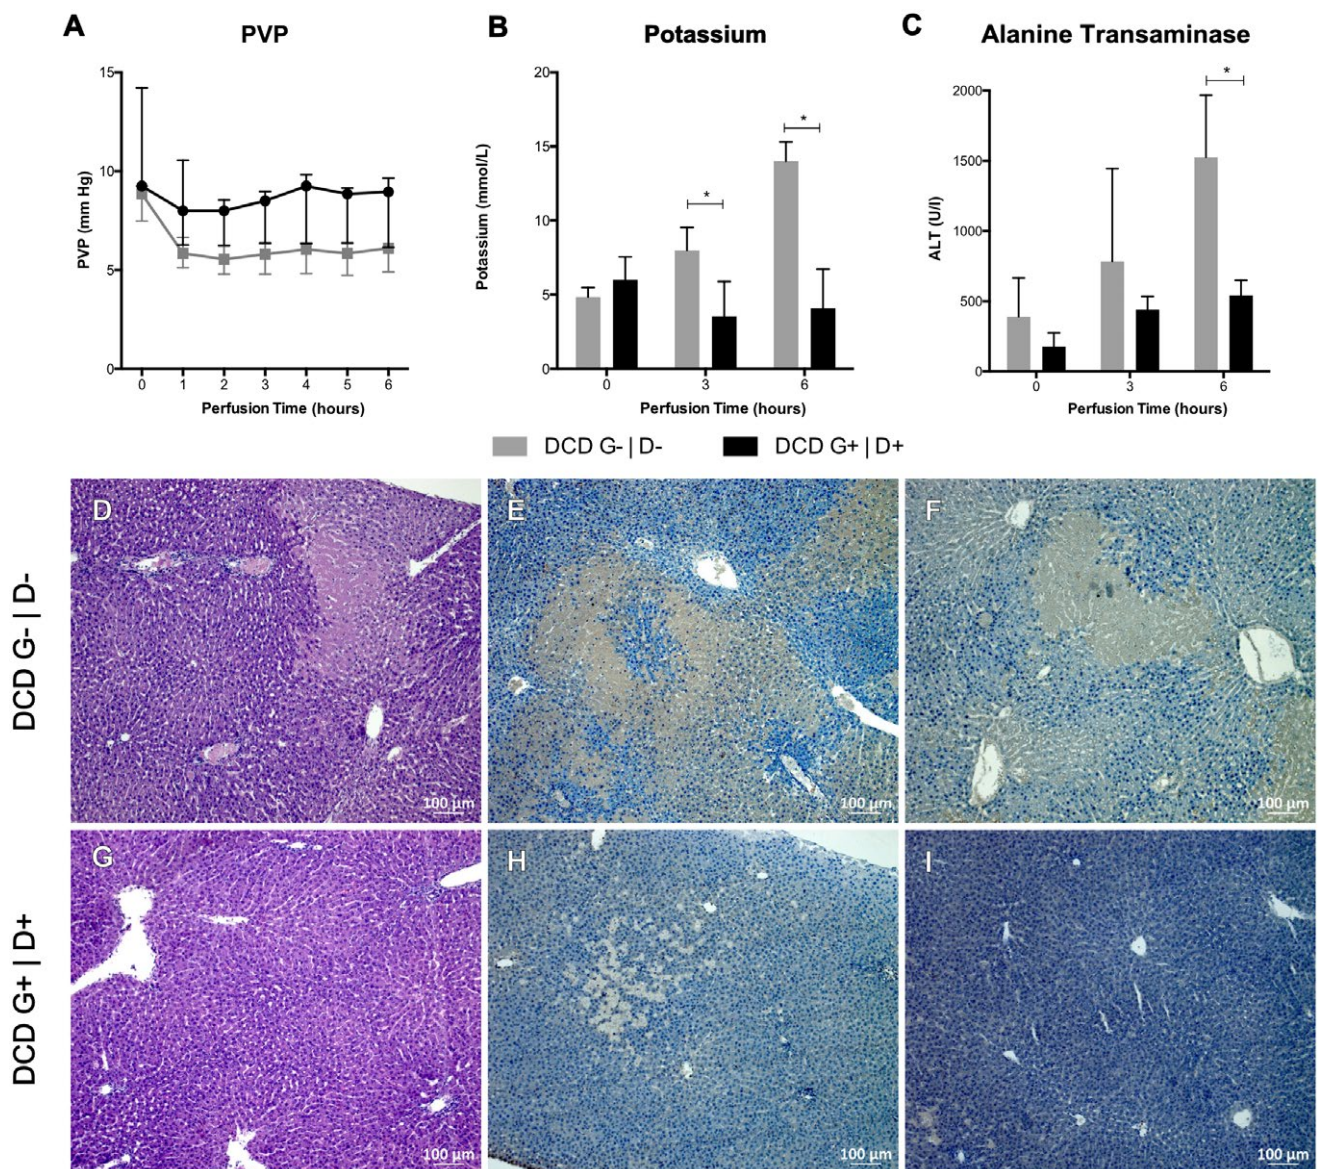 A
PVP
PVP (mm Hg)
15
10
5
0
0 1 2 3 4 5 6
Perfusion Time (hours)
B
Potassium
Potassium (mmol/L)
20
15
10
5
0
*
*
0 3 6
Perfusion Time (hours)
C
Alanine Transaminase
ALT (U/l)
2000
1500
1000
500
0
*
0 3 6
Perfusion Time (hours)
DCD G- | D-
DCD G+ | D+
DCD G- | D-
D
100 µm
E
100 µm
F
100 µm
DCD G+ | D+
G
100 µm
H
100 µm
I
100 µm